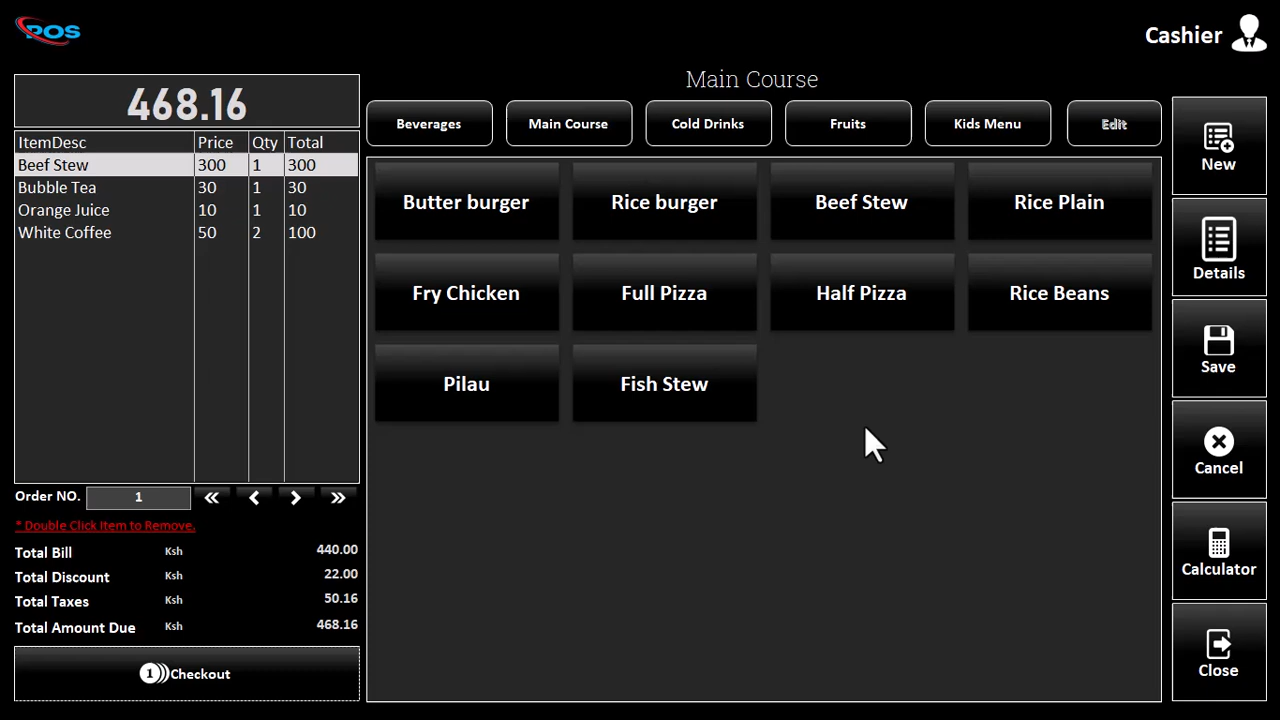 POS
Cashier
468.16
Main Course
Beverages Main Course Cold Drinks Fruits Kids Menu Edit
ItemDesc Price Qty Total
Beef Stew 300 1 300
Bubble Tea 30 1 30
Orange Juice 10 1 10
White Coffee 50 2 100
Butter burger Rice burger Beef Stew Rice Plain
Fry Chicken Full Pizza Half Pizza Rice Beans
Pilau Fish Stew
Order NO. 1
* Double Click Item to Remove.
Total Bill Ksh 440.00
Total Discount Ksh 22.00
Total Taxes Ksh 50.16
Total Amount Due Ksh 468.16
1 Checkout
New
Details
Save
Cancel
Calculator
Close